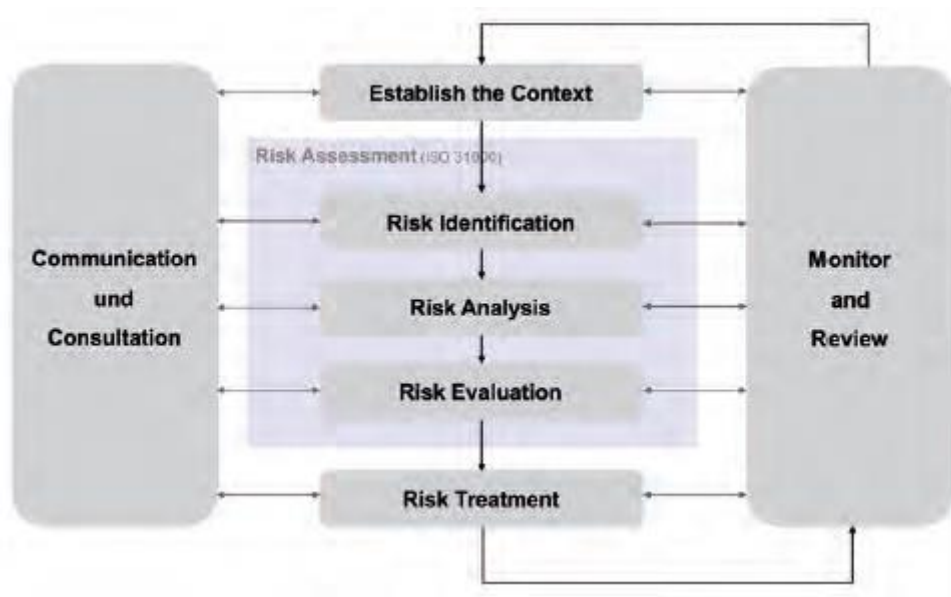 Establish the Context
Risk Assessment (ISO 31000)
Risk Identification
Communication
und
Consultation
Risk Analysis
Monitor
and
Review
Risk Evaluation
Risk Treatment